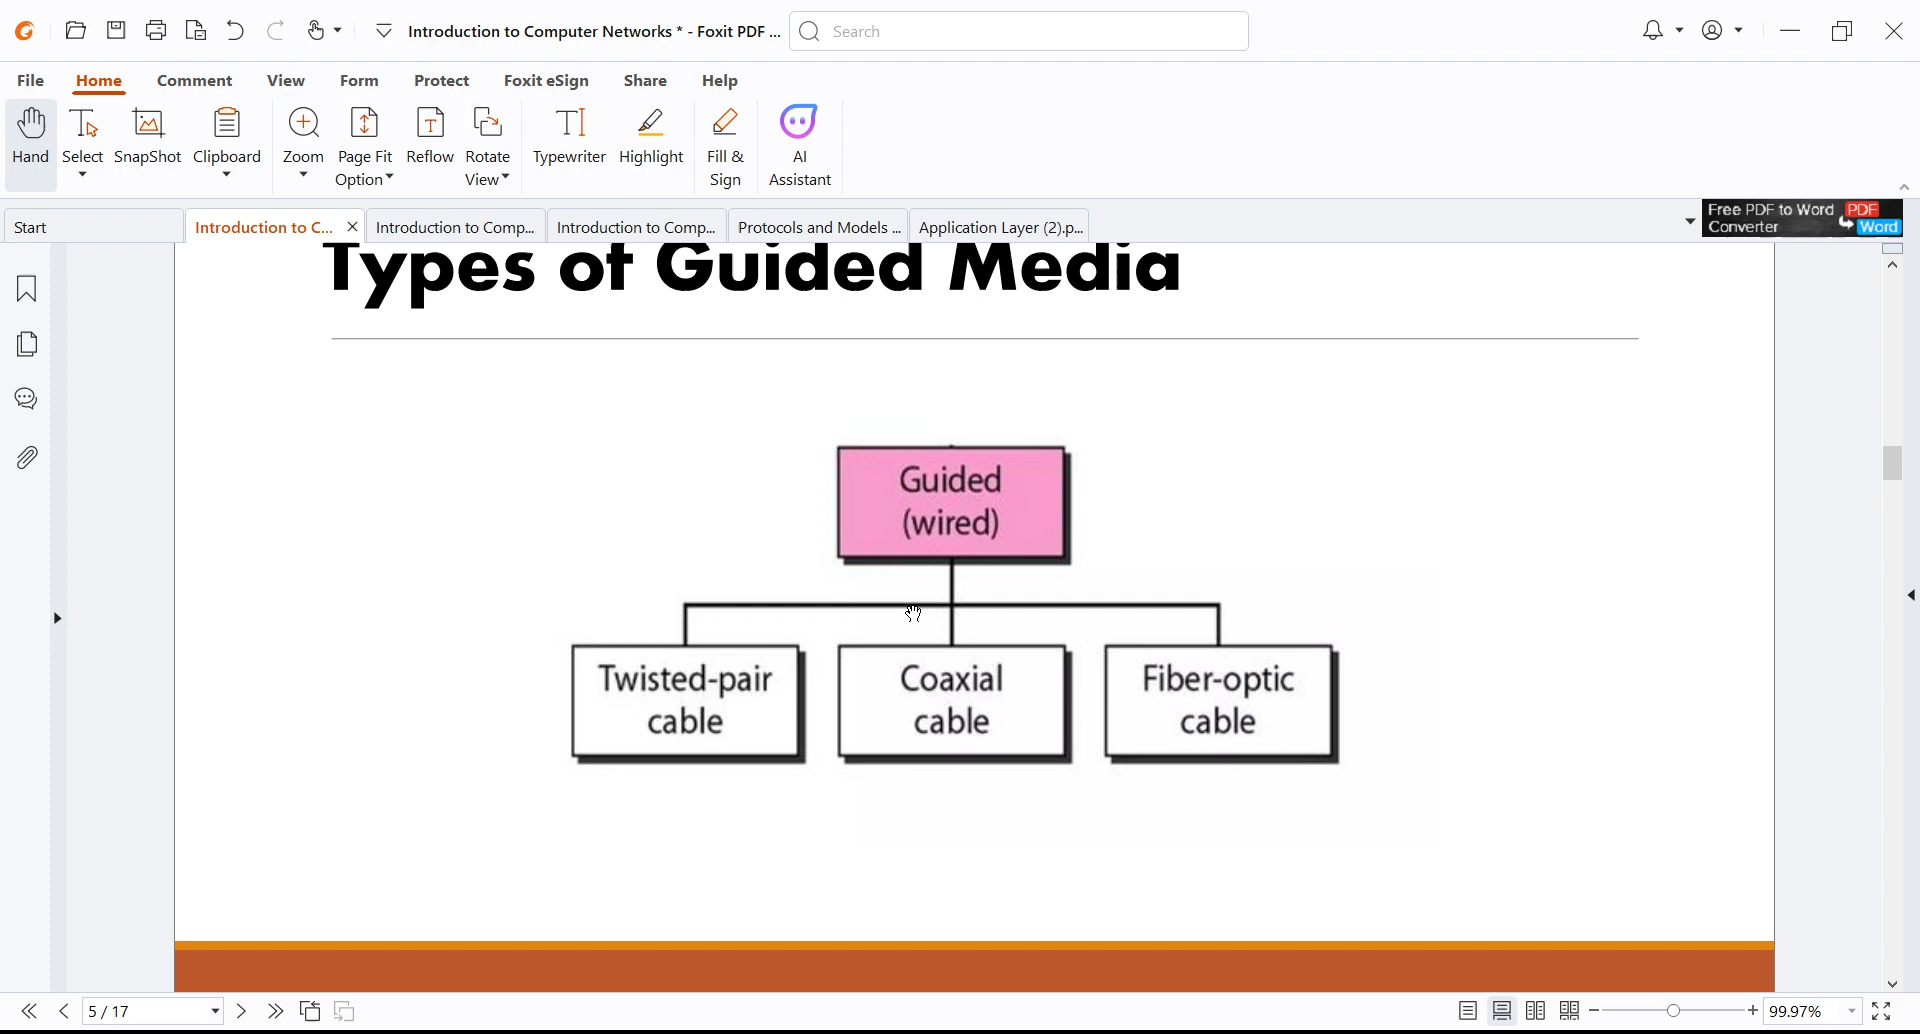 Introduction to Computer Networks * - Foxit PDF ...
Search
File Home Comment View Form Protect Foxit eSign Share Help
Hand
Select
SnapShot
Clipboard
Zoom
Page Fit
Option
Reflow
Rotate
View
Typewriter
Highlight
Fill &
Sign
AI
Assistant
Start
Introduction to C...
Introduction to Comp...
Introduction to Comp...
Protocols and Models ...
Application Layer (2).p...
Free PDF to Word
Converter
PDF
Word
Types of Guided Media
Guided
(wired)
Twisted-pair
cable
Coaxial
cable
Fiber-optic
cable
5 / 17
99.97%